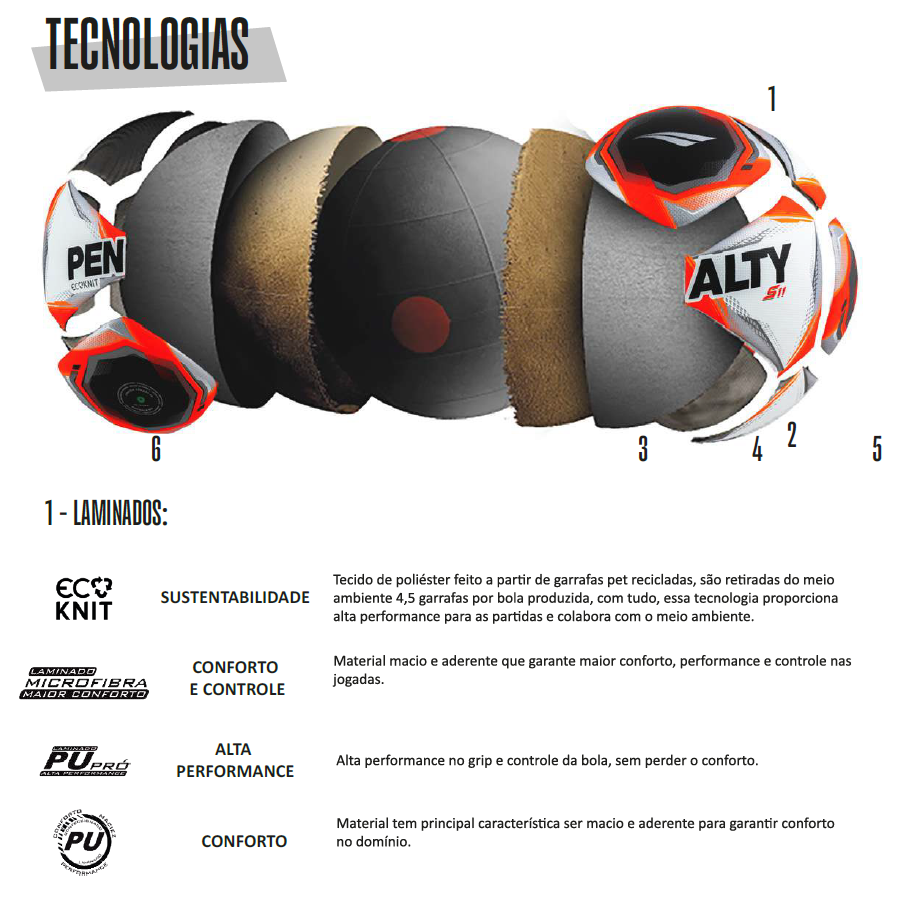 TECNOLOGIAS
1
PEN
ECOKNIT
ALTY
S11
6
3
4
2
5
1 - LAMINADOS:
ECO
KNIT
SUSTENTABILIDADE
Tecido de poliéster feito a partir de garrafas pet recicladas, são retiradas do meio
ambiente 4,5 garrafas por bola produzida, com tudo, essa tecnologia proporciona
alta performance para as partidas e colabora com o meio ambiente.
LAMINADO
MICROFIBRA
MAIOR CONFORTO
CONFORTO
E CONTROLE
Material macio e aderente que garante maior conforto, performance e controle nas
jogadas.
LAMINADO
PU PRÓ
ALTA PERFORMANCE
ALTA
PERFORMANCE
Alta performance no grip e controle da bola, sem perder o conforto.
CONFORTO MACIEZ
PU
LAMINADO
PERFORMANCE
CONFORTO
Material tem principal característica ser macio e aderente para garantir conforto
no domínio.